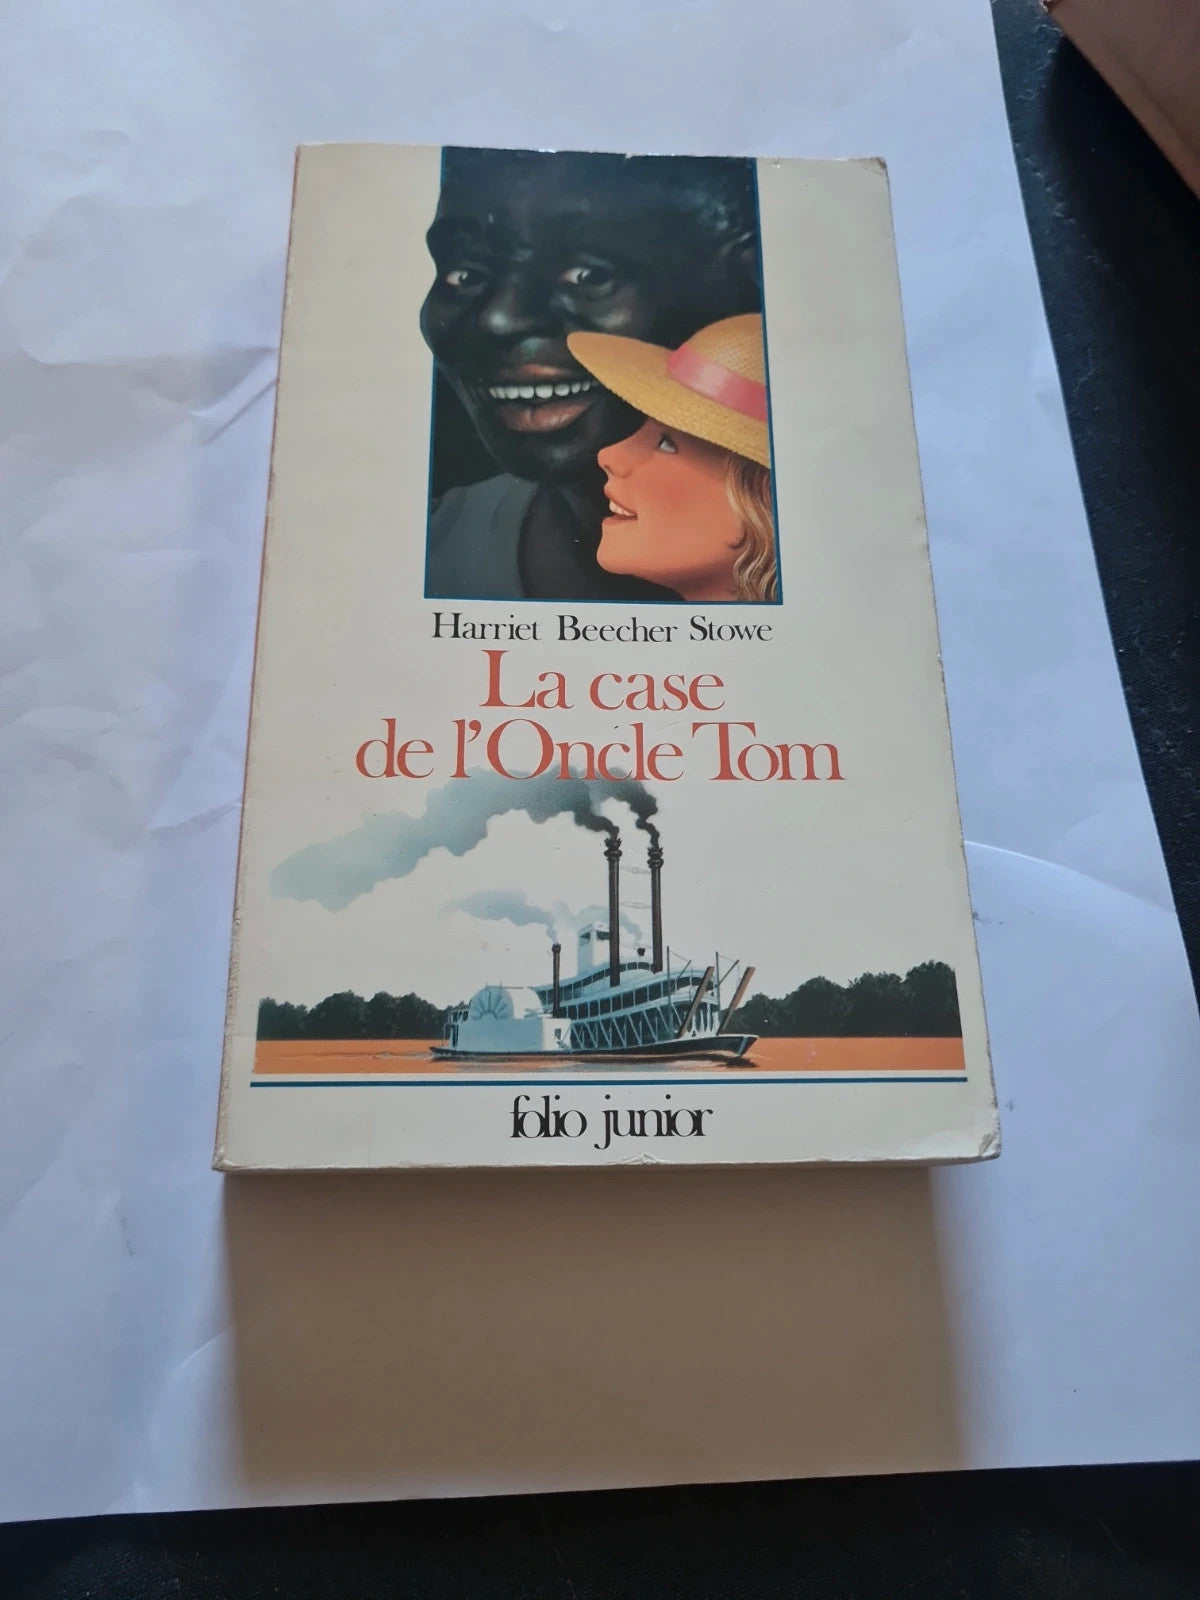 Harriet Beecher Stowe
La case
de l'Oncle Tom
folio junior